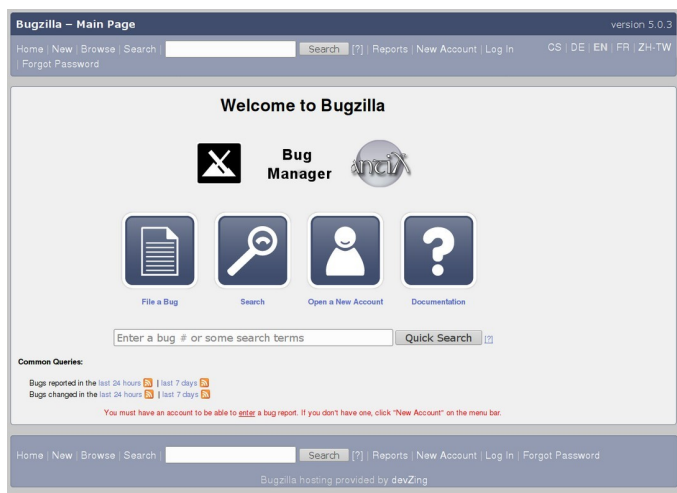 Bugzilla – Main Page version 5.0.3
Home | New | Browse | Search | Search [?] | Reports | New Account | Log In CS | DE | EN | FR | ZH-TW
| Forgot Password
Welcome to Bugzilla
Bug
Manager
antiX
File a Bug Search Open a New Account Documentation
Enter a bug # or some search terms Quick Search [?]
Common Queries:
Bugs reported in the last 24 hours | last 7 days
Bugs changed in the last 24 hours | last 7 days
You must have an account to be able to enter a bug report. If you don't have one, click "New Account" on the menu bar.
Home | New | Browse | Search | Search [?] | Reports | New Account | Log In | Forgot Password
Bugzilla hosting provided by devZing